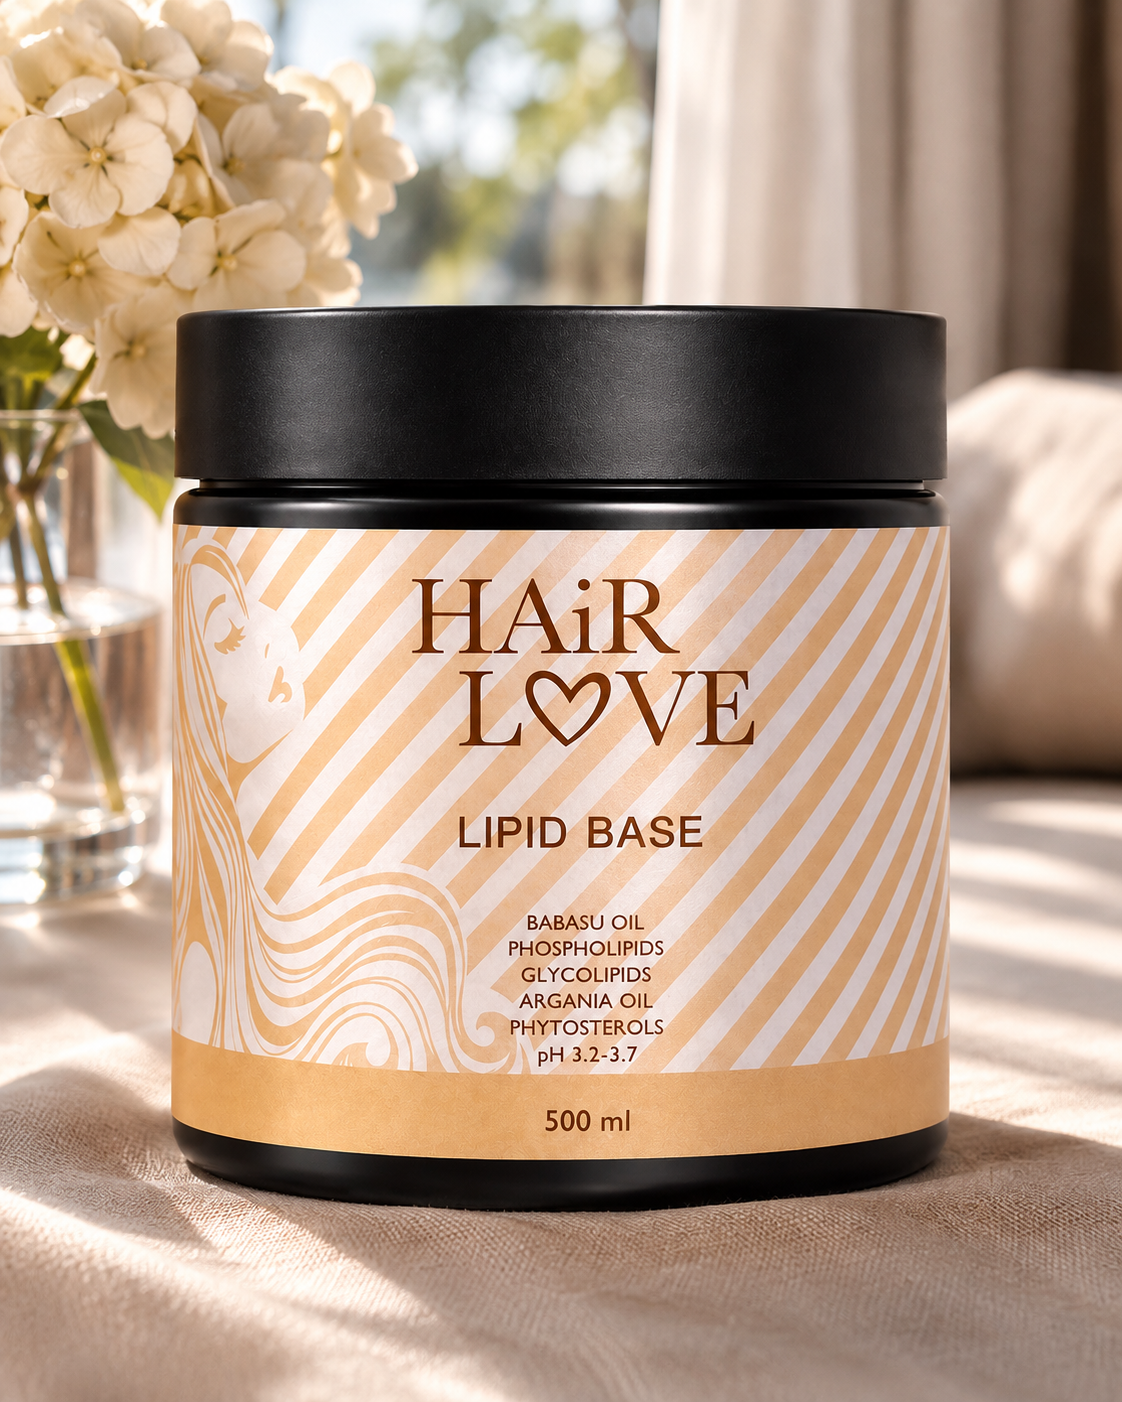 HAiR
LOVE
LIPID BASE
BABASU OIL
PHOSPHOLIPIDS
GLYCOLIPIDS
ARGANIA OIL
PHYTOSTEROLS
pH 3.2-3.7
500 ml